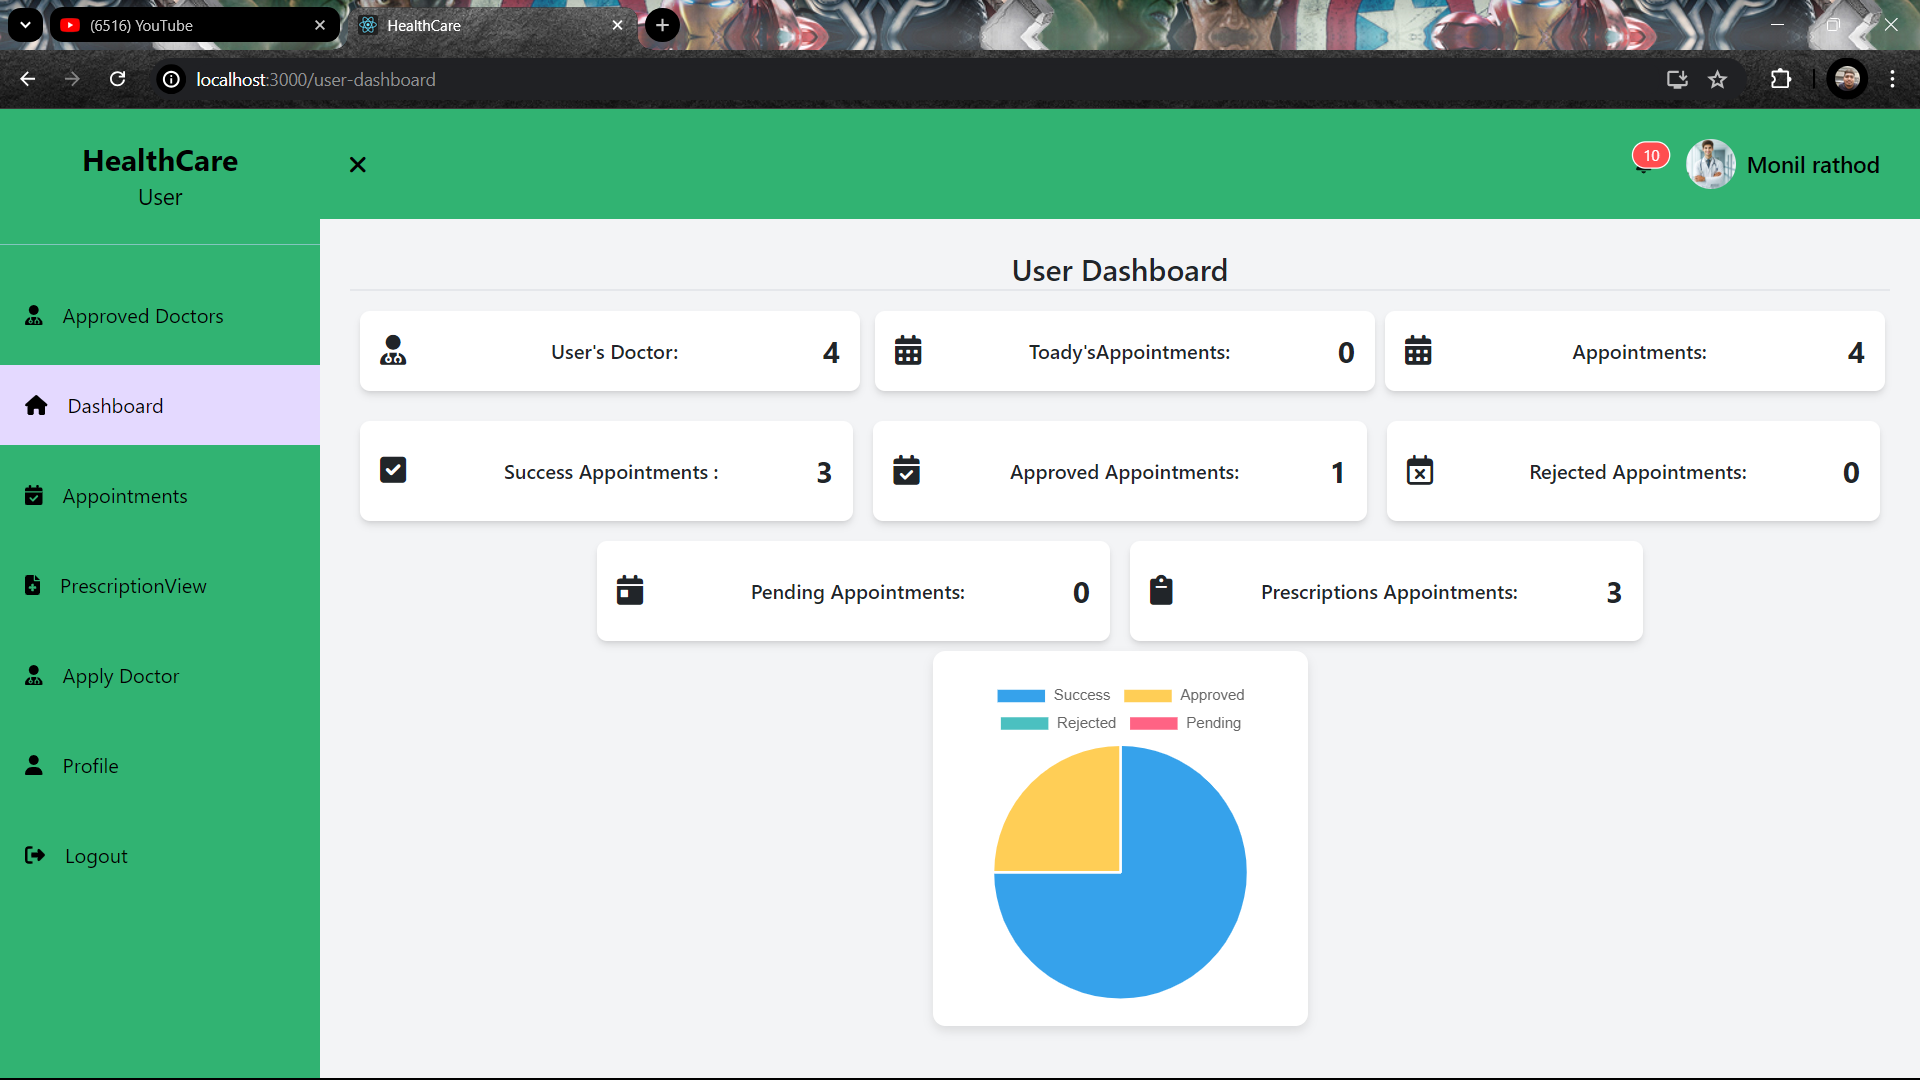 (6516) YouTube
HealthCare
localhost:3000/user-dashboard
HealthCare
User
10
Monil rathod
Approved Doctors
Dashboard
Appointments
PrescriptionView
Apply Doctor
Profile
Logout
User Dashboard
User's Doctor: 4
Toady'sAppointments: 0
Appointments: 4
Success Appointments : 3
Approved Appointments: 1
Rejected Appointments: 0
Pending Appointments: 0
Prescriptions Appointments: 3
Success Approved
Rejected Pending